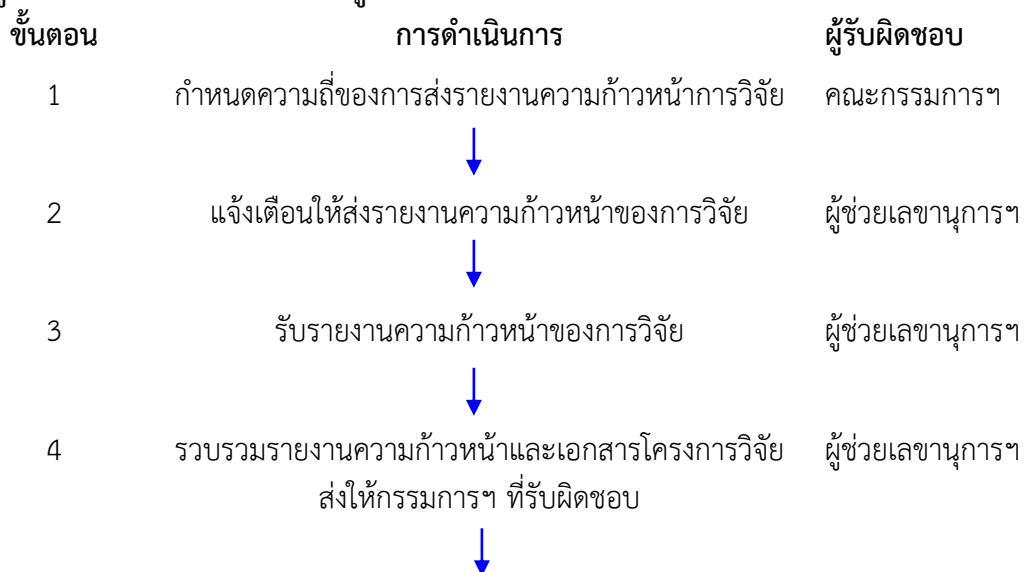 ขั้นตอน การดำเนินการ ผู้รับผิดชอบ
1 กำหนดความถี่ของการส่งรายงานความก้าวหน้าการวิจัย คณะกรรมการฯ
2 แจ้งเตือนให้ส่งรายงานความก้าวหน้าของการวิจัย ผู้ช่วยเลขานุการฯ
3 รับรายงานความก้าวหน้าของการวิจัย ผู้ช่วยเลขานุการฯ
4 รวบรวมรายงานความก้าวหน้าและเอกสารโครงการวิจัย ผู้ช่วยเลขานุการฯ
ส่งให้กรรมการฯ ที่รับผิดชอบ